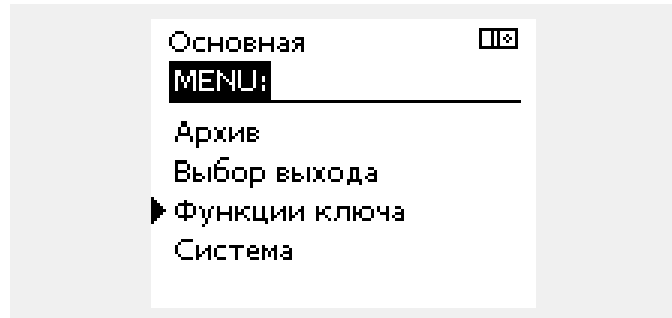 Основная
MENU:
Архив
Выбор выхода
Функции ключа
Система